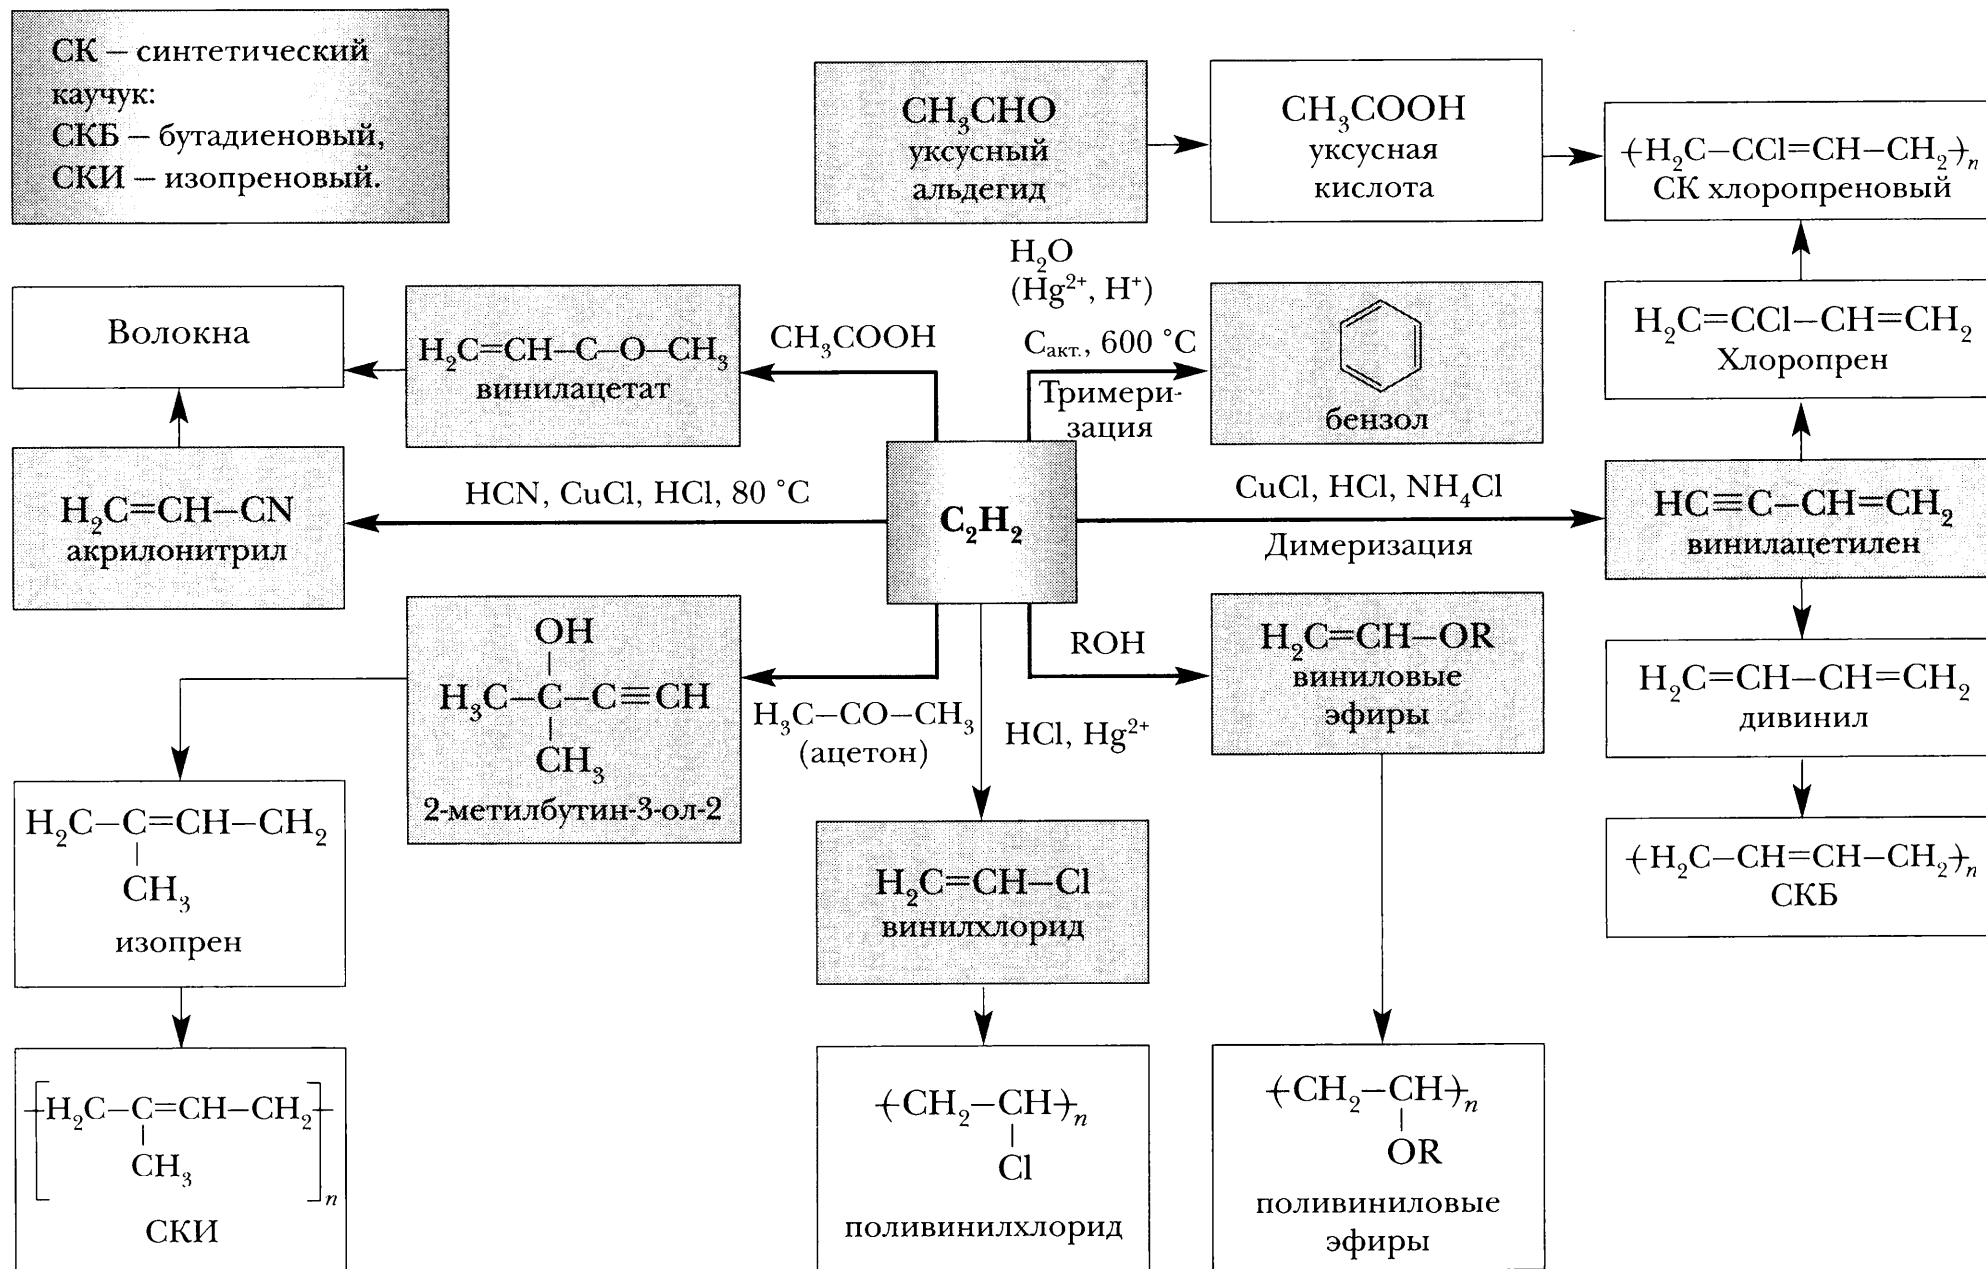 СК – синтетический
каучук:
СКБ – бутадиеновый,
СКИ – изопреновый.
CH₃CHO
уксусный
альдегид
CH₃COOH
уксусная
кислота
(H₂C–CCl=CH–CH₂)ₙ
СК хлоропреновый
H₂O
(Hg²⁺, H⁺)
Волокна
H₂C=CH–C–O–CH₃
винилацетат
CH₃COOH
Cакт., 600 °C
Тримери-
зация
бензол
H₂C=CCl–CH=CH₂
Хлоропрен
H₂C=CH–CN
акрилонитрил
HCN, CuCl, HCl, 80 °C
C₂H₂
CuCl, HCl, NH₄Cl
Димеризация
HC≡C–CH=CH₂
винилацетилен
OH
H₃C–C–C≡CH
CH₃
2-метилбутин-3-ол-2
H₃C–CO–CH₃
(ацетон)
HCl, Hg²⁺
ROH
H₂C=CH–OR
виниловые
эфиры
H₂C=CH–CH=CH₂
дивинил
H₂C–C=CH–CH₂
CH₃
изопрен
H₂C=CH–Cl
винилхлорид
(H₂C–CH=CH–CH₂)ₙ
СКБ
[H₂C–C=CH–CH₂]ₙ
CH₃
СКИ
(CH₂–CH)ₙ
Cl
поливинилхлорид
(CH₂–CH)ₙ
OR
поливиниловые
эфиры